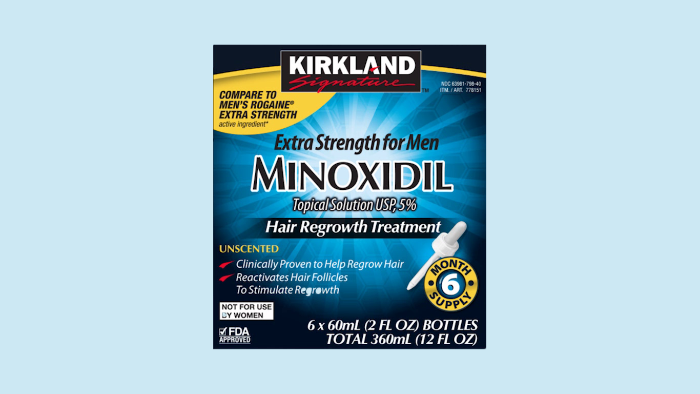 KIRKLAND
Signature™
NDC 63981-798-40
ITM. / ART. 778151
COMPARE TO
MEN'S ROGAINE®
EXTRA STRENGTH
active ingredient*
Extra Strength for Men
MINOXIDIL
Topical Solution USP, 5%
Hair Regrowth Treatment
UNSCENTED
Clinically Proven to Help Regrow Hair
Reactivates Hair Follicles
To Stimulate Regrowth
6
MONTH
SUPPLY
NOT FOR USE
BY WOMEN
FDA
APPROVED
6 x 60mL (2 FL OZ) BOTTLES
TOTAL 360mL (12 FL OZ)